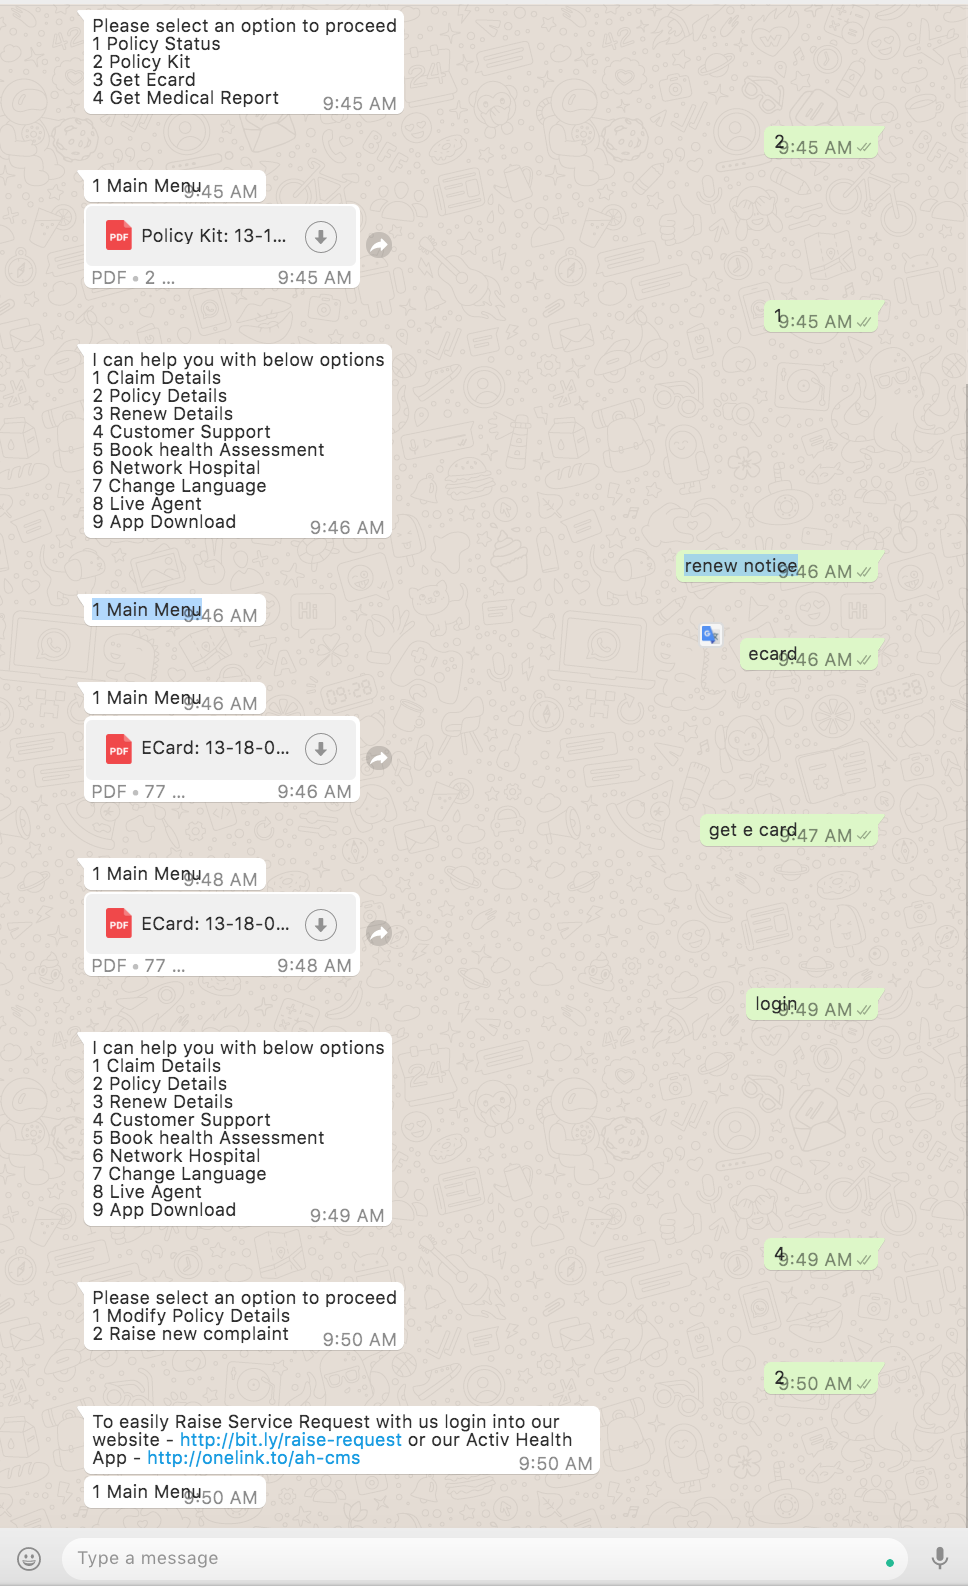 Please select an option to proceed
1 Policy Status
2 Policy Kit
3 Get Ecard
4 Get Medical Report
9:45 AM
2
9:45 AM
1 Main Menu
9:45 AM
PDF
Policy Kit: 13-1...
PDF • 2 ...
9:45 AM
1
9:45 AM
I can help you with below options
1 Claim Details
2 Policy Details
3 Renew Details
4 Customer Support
5 Book health Assessment
6 Network Hospital
7 Change Language
8 Live Agent
9 App Download
9:46 AM
renew notice
9:46 AM
1 Main Menu
9:46 AM
G
ecard
9:46 AM
1 Main Menu
9:46 AM
PDF
ECard: 13-18-0...
PDF • 77 ...
9:46 AM
get e card
9:47 AM
1 Main Menu
9:48 AM
PDF
ECard: 13-18-0...
PDF • 77 ...
9:48 AM
login
9:49 AM
I can help you with below options
1 Claim Details
2 Policy Details
3 Renew Details
4 Customer Support
5 Book health Assessment
6 Network Hospital
7 Change Language
8 Live Agent
9 App Download
9:49 AM
4
9:49 AM
Please select an option to proceed
1 Modify Policy Details
2 Raise new complaint
9:50 AM
2
9:50 AM
To easily Raise Service Request with us login into our
website - http://bit.ly/raise-request or our Activ Health
App - http://onelink.to/ah-cms
9:50 AM
1 Main Menu
9:50 AM
Type a message